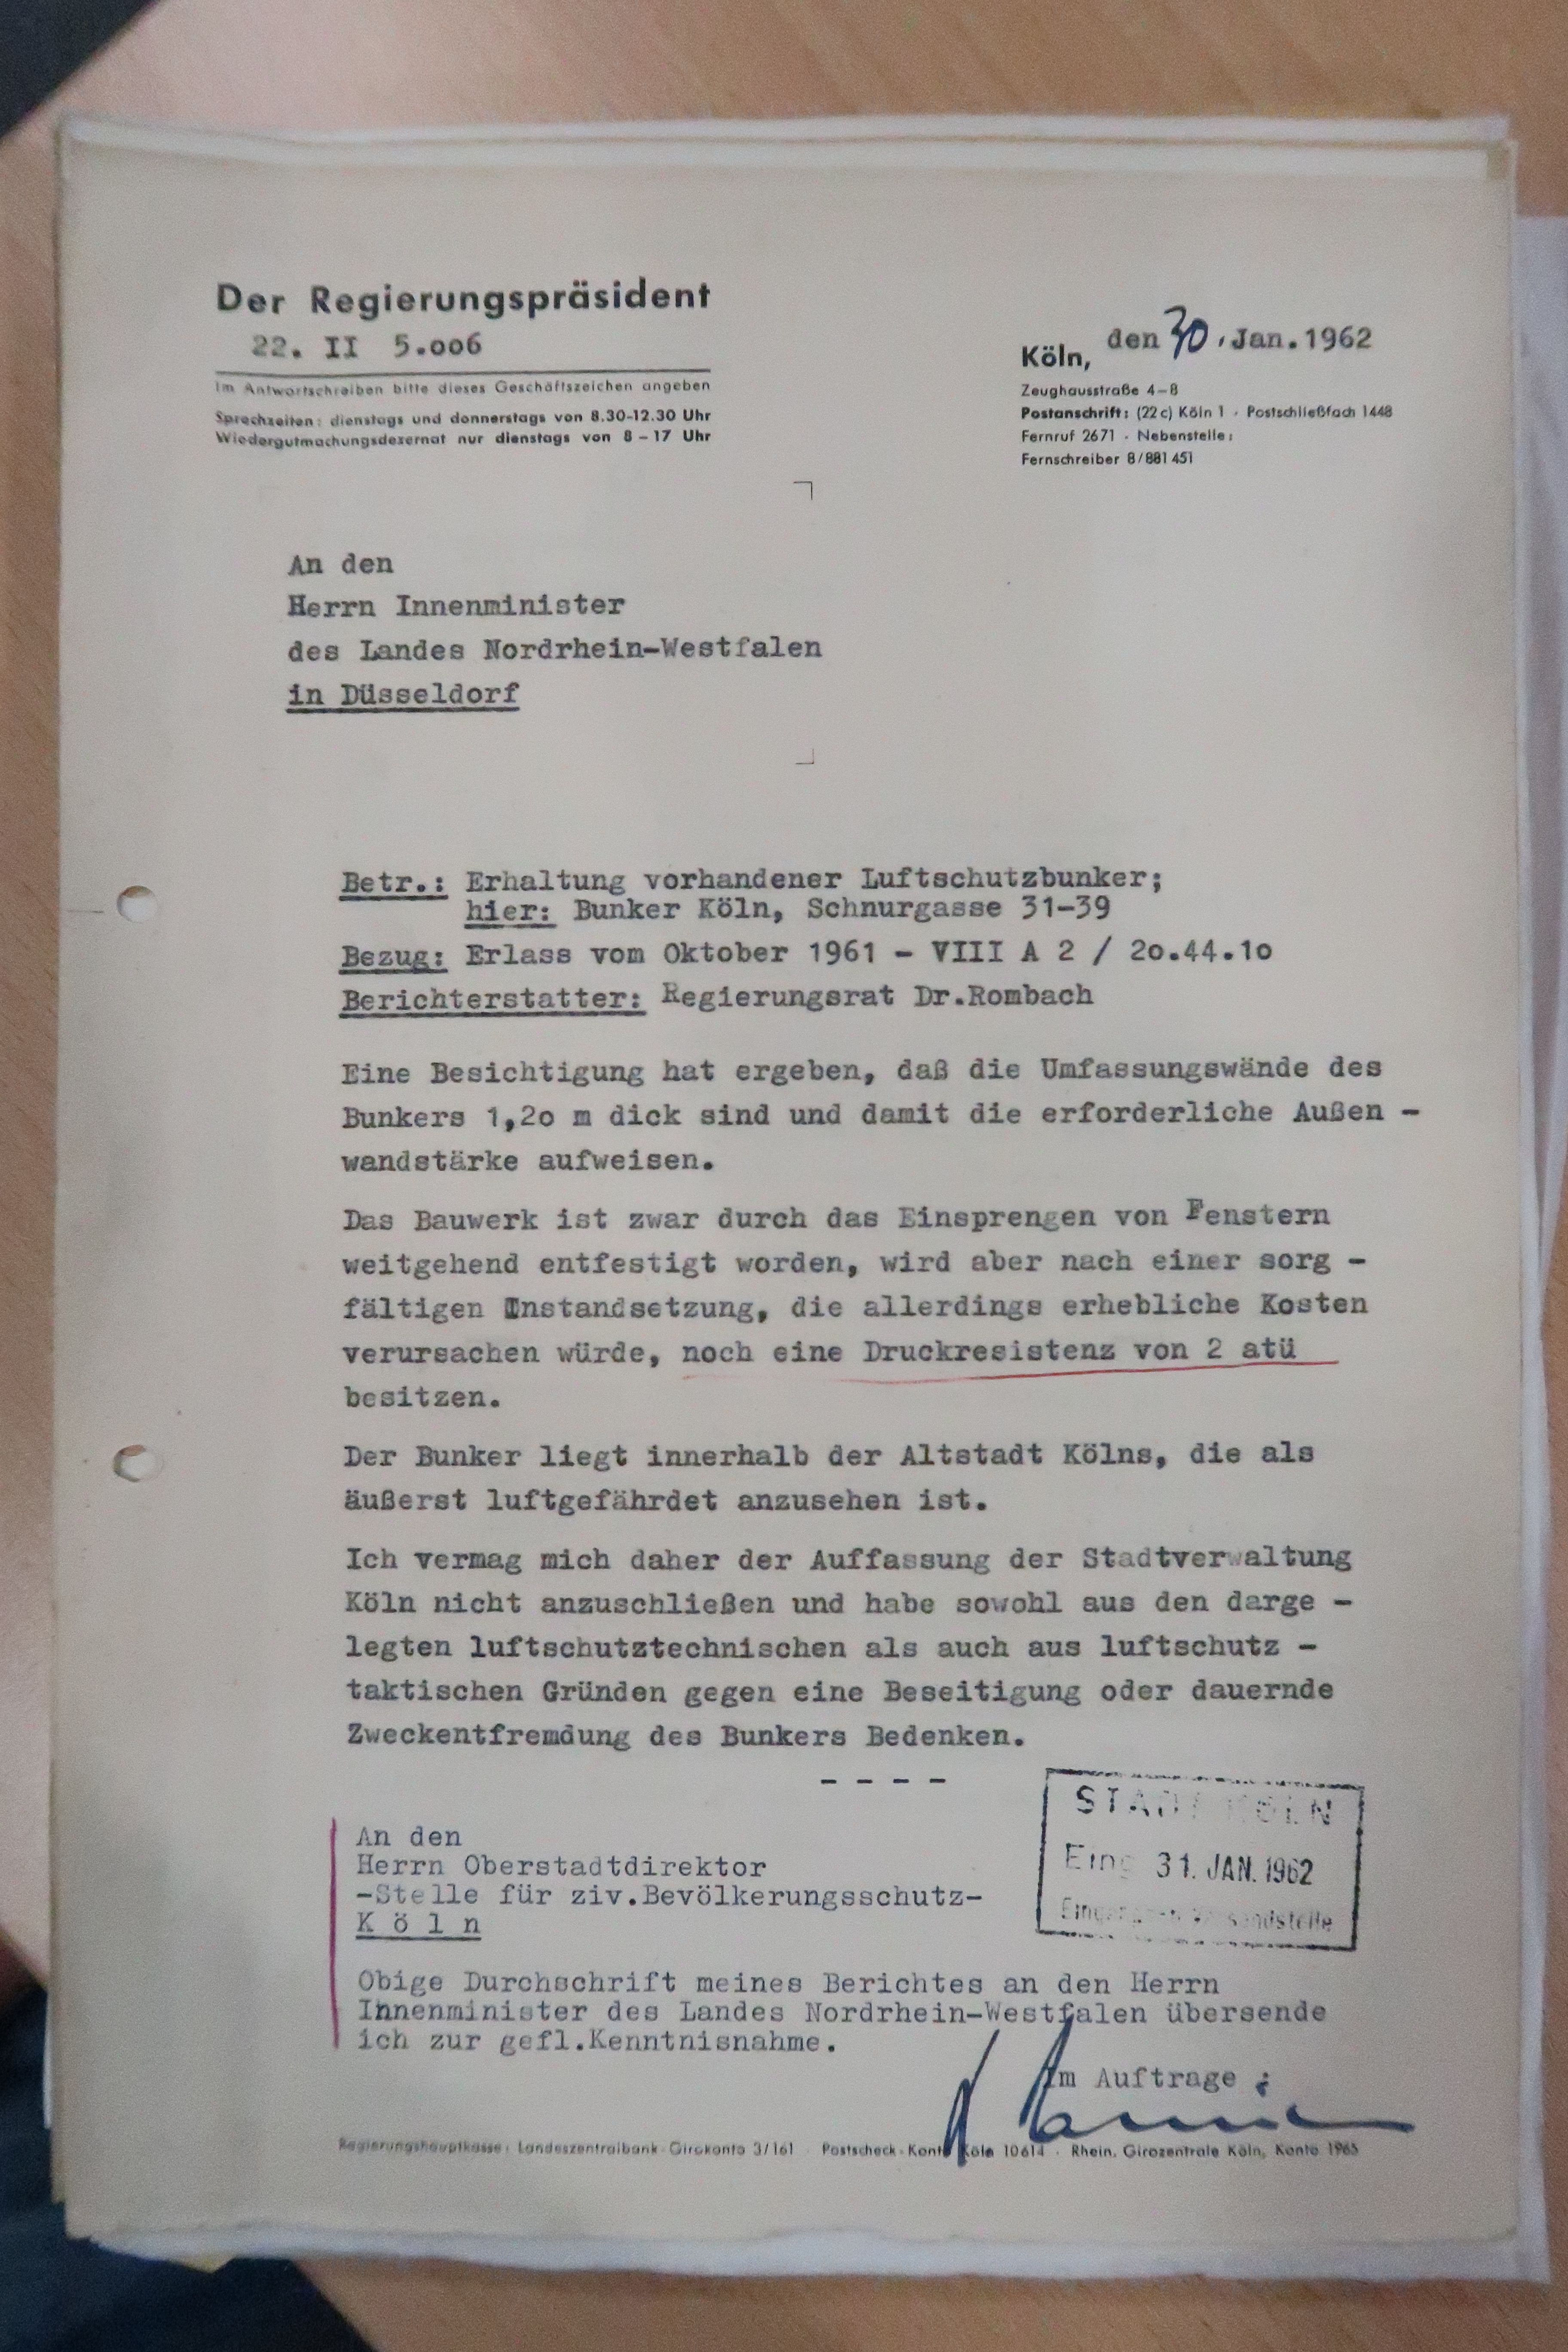 Der Regierungspräsident
22. II 5.006
Im Antwortschreiben bitte dieses Geschäftszeichen angeben
Sprechzeiten: dienstags und donnerstags von 8.30-12.30 Uhr
Wiedergutmachungsdezernat nur dienstags von 8 - 17 Uhr
Köln, den 30. Jan. 1962
Zeughausstraße 4-8
Postanschrift: (22c) Köln 1 · Postschließfach 1448
Fernruf 2671 · Nebenstelle:
Fernschreiber 8/881 451
An den
Herrn Innenminister
des Landes Nordrhein-Westfalen
in Düsseldorf
Betr.: Erhaltung vorhandener Luftschutzbunker;
hier: Bunker Köln, Schnurgasse 31-39
Bezug: Erlass vom Oktober 1961 - VIII A 2 / 2o.44.1o
Berichterstatter: Regierungsrat Dr.Rombach
Eine Besichtigung hat ergeben, daß die Umfassungswände des
Bunkers 1,2o m dick sind und damit die erforderliche Außen -
wandstärke aufweisen.
Das Bauwerk ist zwar durch das Einsprengen von Fenstern
weitgehend entfestigt worden, wird aber nach einer sorg -
fältigen Instandsetzung, die allerdings erhebliche Kosten
verursachen würde, noch eine Druckresistenz von 2 atü
besitzen.
Der Bunker liegt innerhalb der Altstadt Kölns, die als
äußerst luftgefährdet anzusehen ist.
Ich vermag mich daher der Auffassung der Stadtverwaltung
Köln nicht anzuschließen und habe sowohl aus den darge -
legten luftschutztechnischen als auch aus luftschutz -
taktischen Gründen gegen eine Beseitigung oder dauernde
Zweckentfremdung des Bunkers Bedenken.
- - - -
STADT KÖLN
Eing. 31. JAN. 1962
An den
Herrn Oberstadtdirektor
-Stelle für ziv.Bevölkerungsschutz-
K ö l n
Obige Durchschrift meines Berichtes an den Herrn
Innenminister des Landes Nordrhein-Westfalen übersende
ich zur gefl.Kenntnisnahme.
Im Auftrage :
Regierungshauptkasse: Landeszentralbank-Girokonto 3/161 · Postscheck-Konto Köln 10614 · Rhein. Girozentrale Köln, Konto 1965